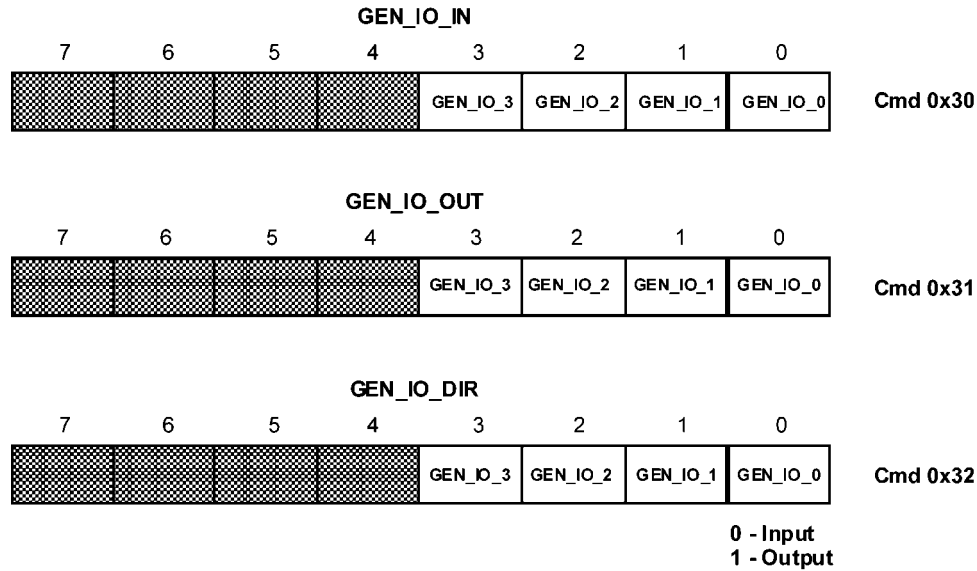 GEN_IO_IN
7 6 5 4 3 2 1 0
GEN_IO_3 GEN_IO_2 GEN_IO_1 GEN_IO_0 Cmd 0x30
GEN_IO_OUT
7 6 5 4 3 2 1 0
GEN_IO_3 GEN_IO_2 GEN_IO_1 GEN_IO_0 Cmd 0x31
GEN_IO_DIR
7 6 5 4 3 2 1 0
GEN_IO_3 GEN_IO_2 GEN_IO_1 GEN_IO_0 Cmd 0x32
0 - Input
1 - Output